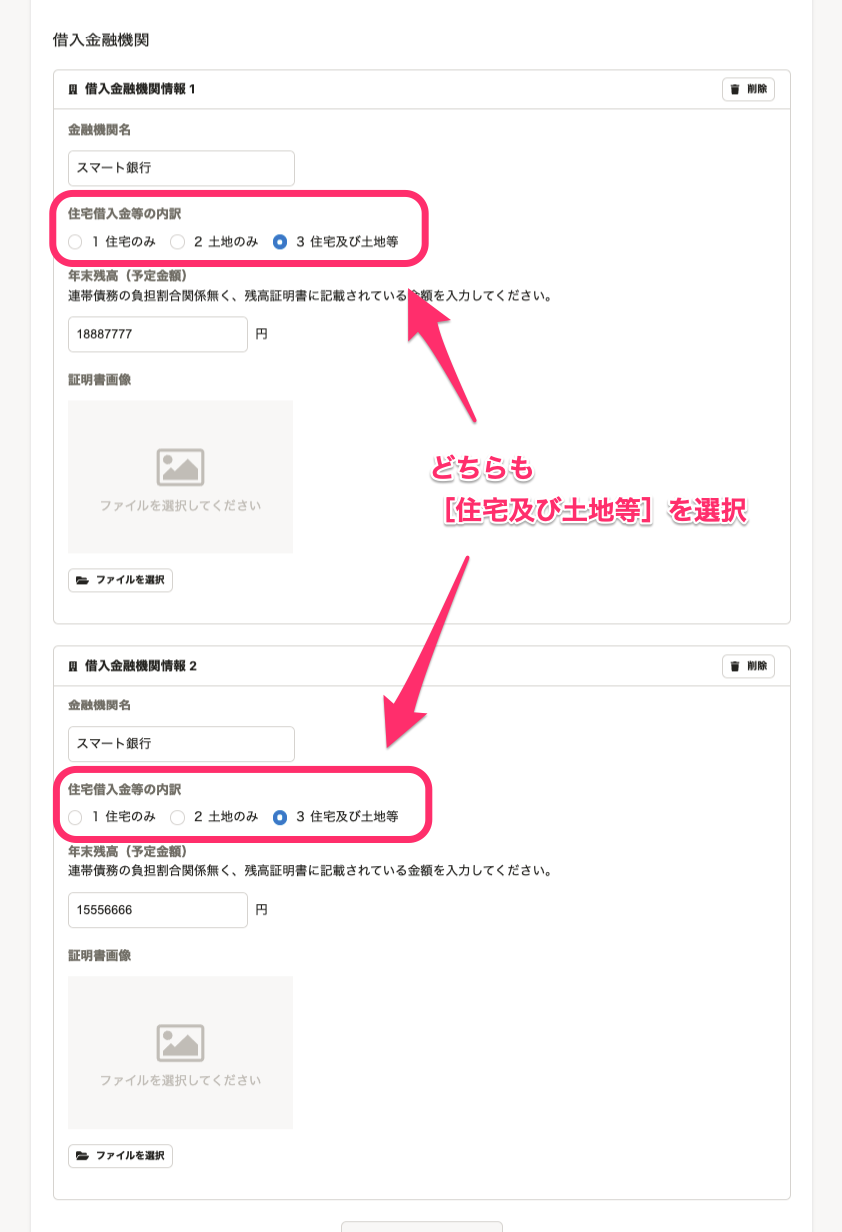 借入金融機関
借入金融機関情報 1
削除
金融機関名
スマート銀行
住宅借入金等の内訳
1 住宅のみ 2 土地のみ 3 住宅及び土地等
年末残高（予定金額）
連帯債務の負担割合関係無く、残高証明書に記載されている金額を入力してください。
18887777 円
証明書画像
ファイルを選択してください
どちらも
［住宅及び土地等］を選択
ファイルを選択
借入金融機関情報 2
削除
金融機関名
スマート銀行
住宅借入金等の内訳
1 住宅のみ 2 土地のみ 3 住宅及び土地等
年末残高（予定金額）
連帯債務の負担割合関係無く、残高証明書に記載されている金額を入力してください。
15556666 円
証明書画像
ファイルを選択してください
ファイルを選択